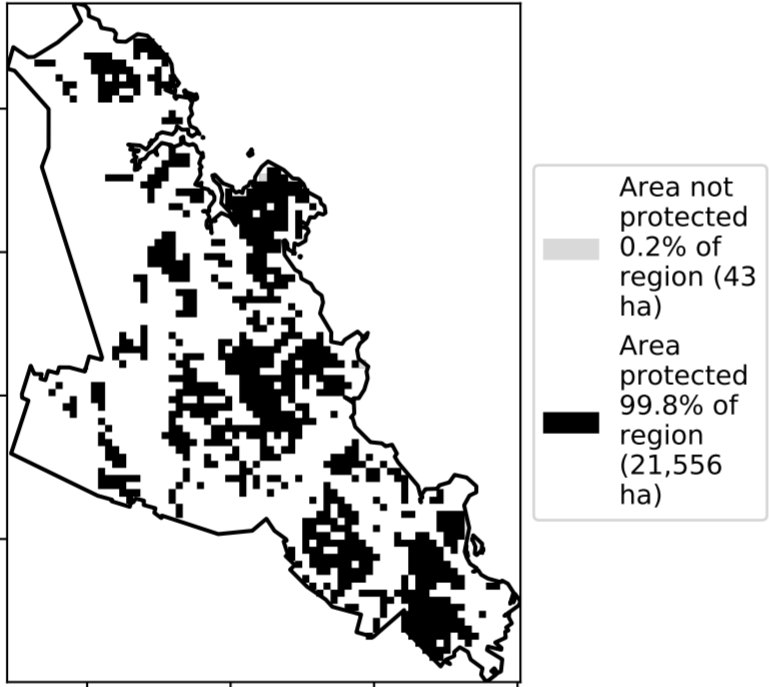 Area not
protected
0.2% of
region (43
ha)
Area
protected
99.8% of
region
(21,556
ha)